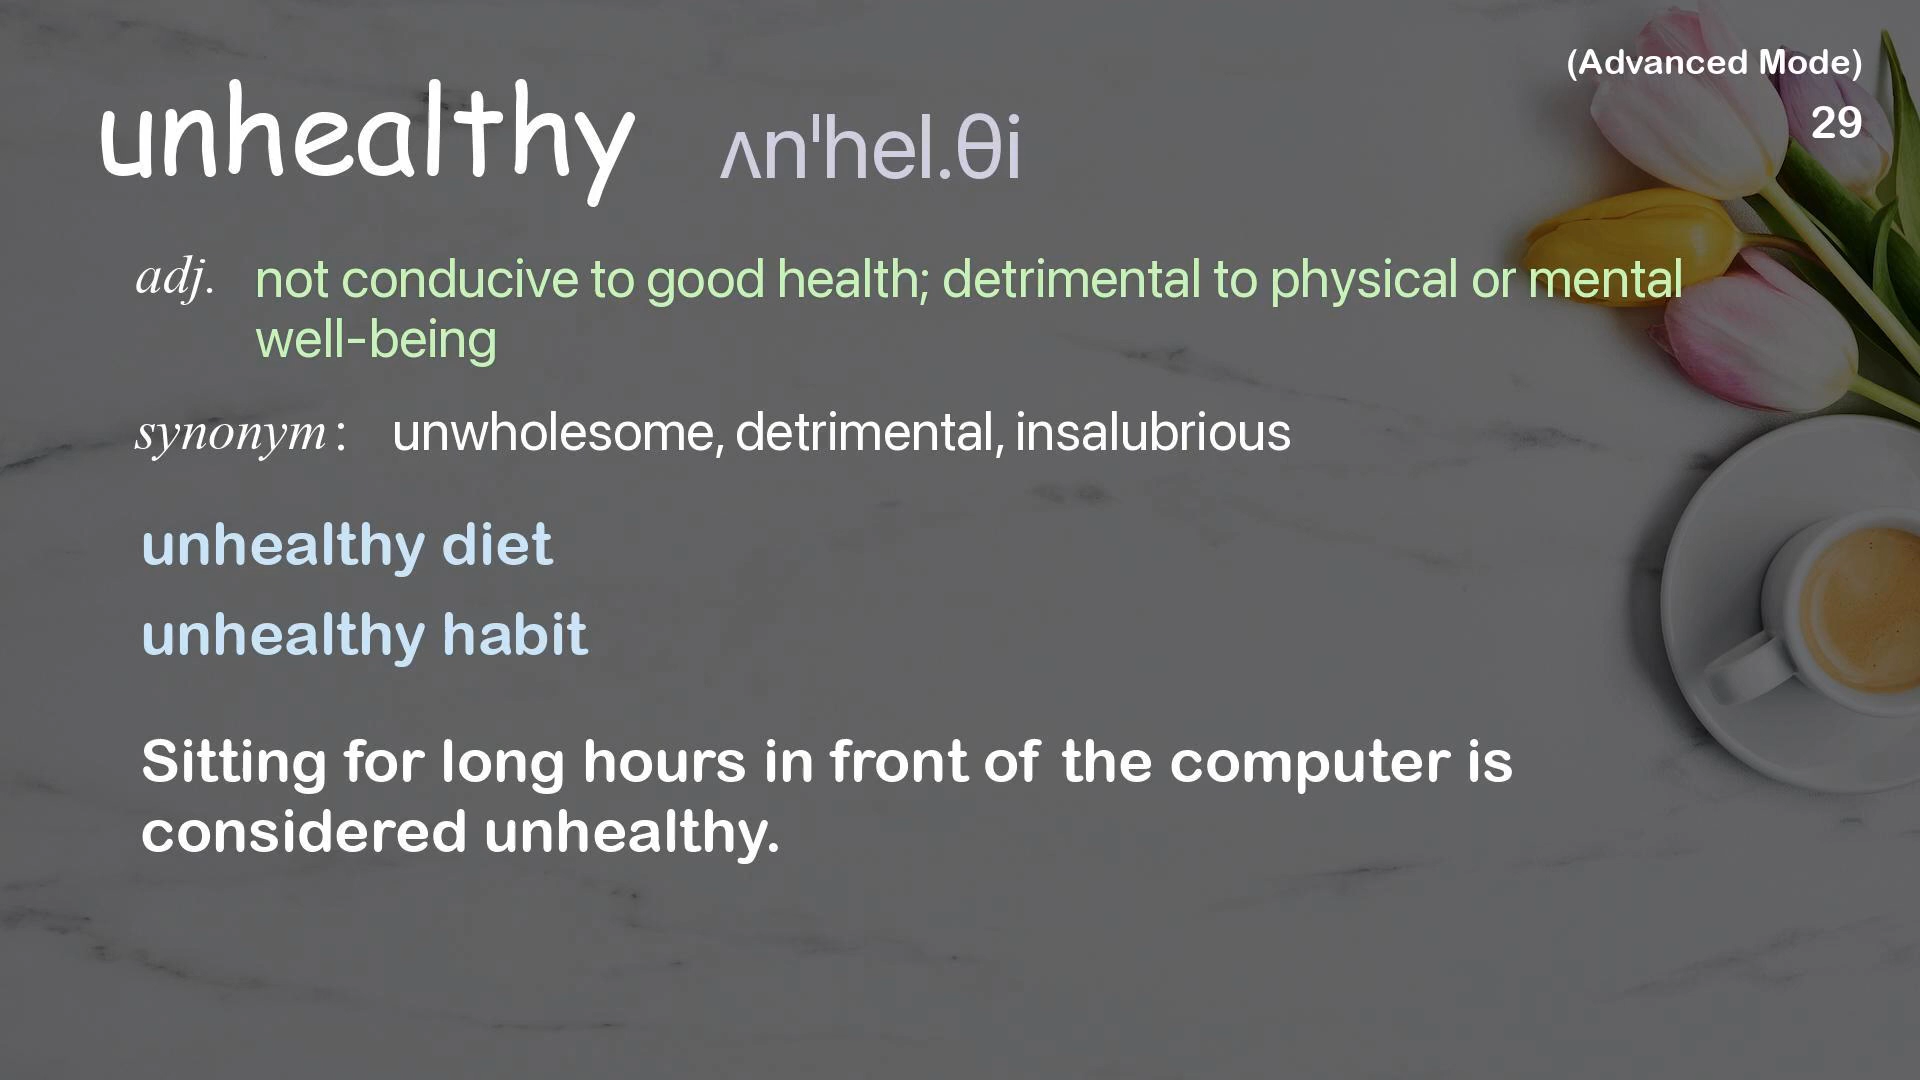 (Advanced Mode)
29
unhealthy ʌnˈhel.θi
adj. not conducive to good health; detrimental to physical or mental
well-being
synonym: unwholesome, detrimental, insalubrious
unhealthy diet
unhealthy habit
Sitting for long hours in front of the computer is
considered unhealthy.